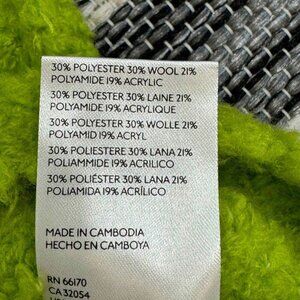 30% POLYESTER 30% WOOL 21%
POLYAMIDE 19% ACRYLIC
30% POLYESTER 30% LAINE 21%
POLYAMIDE 19% ACRYLIQUE
30% POLYESTER 30% WOLLE 21%
POLYAMID 19% ACRYL
30% POLIESTERE 30% LANA 21%
POLIAMMIDE 19% ACRILICO
30% POLIÉSTER 30% LANA 21%
POLIAMIDA 19% ACRÍLICO
MADE IN CAMBODIA
HECHO EN CAMBOYA
RN 66170
CA 32054